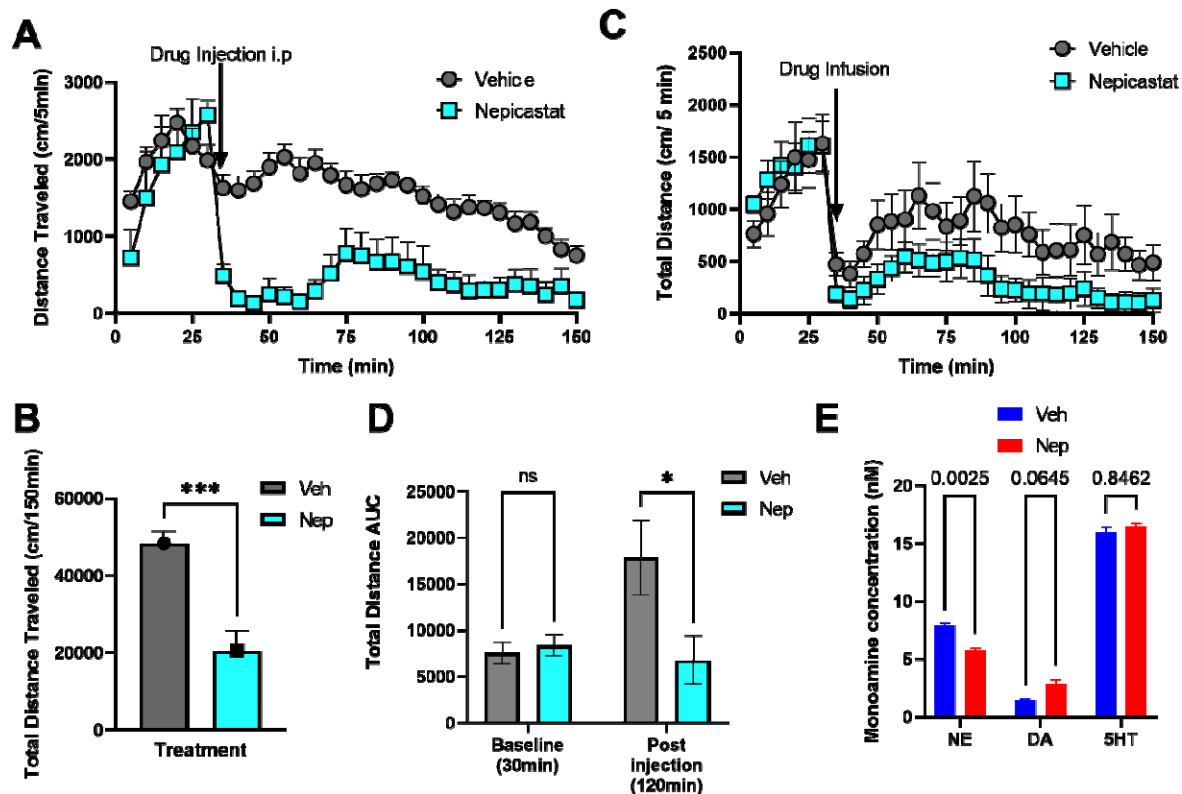 A
Drug Injection i.p
Vehicle
Nepicastat
Distance Traveled (cm/5min)
3000
2000
1000
0
0 25 50 75 100 125 150
Time (min)
C
Drug Infusion
Vehicle
Nepicastat
Total Distance (cm/ 5 min)
2500
2000
1500
1000
500
0
0 25 50 75 100 125 150
Time (min)
B
Total Distance Traveled (cm/150min)
60000
40000
20000
0
***
Veh
Nep
Treatment
D
Total Distance AUC
25000
20000
15000
10000
5000
0
ns
*
Veh
Nep
Baseline
(30min)
Post
injection
(120min)
E
Veh
Nep
Monoamine concentration (nM)
20
15
10
5
0
0.0025 0.0645 0.8462
NE DA 5HT